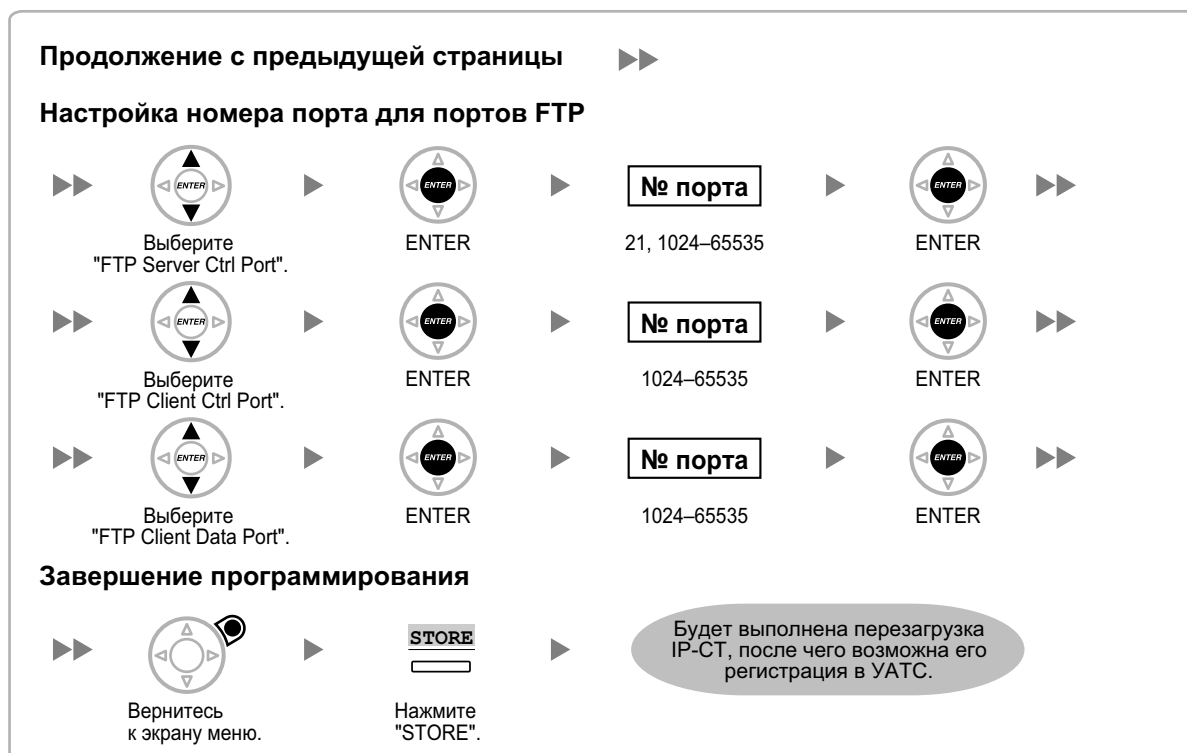 Продолжение с предыдущей страницы
Настройка номера порта для портов FTP
ENTER ENTER № порта ENTER
Выберите ENTER 21, 1024–65535 ENTER
"FTP Server Ctrl Port".
ENTER ENTER № порта ENTER
Выберите ENTER 1024–65535 ENTER
"FTP Client Ctrl Port".
ENTER ENTER № порта ENTER
Выберите ENTER 1024–65535 ENTER
"FTP Client Data Port".
Завершение программирования
STORE
Будет выполнена перезагрузка
IP-СТ, после чего возможна его
регистрация в УАТС.
Вернитесь
к экрану меню.
Нажмите
"STORE".